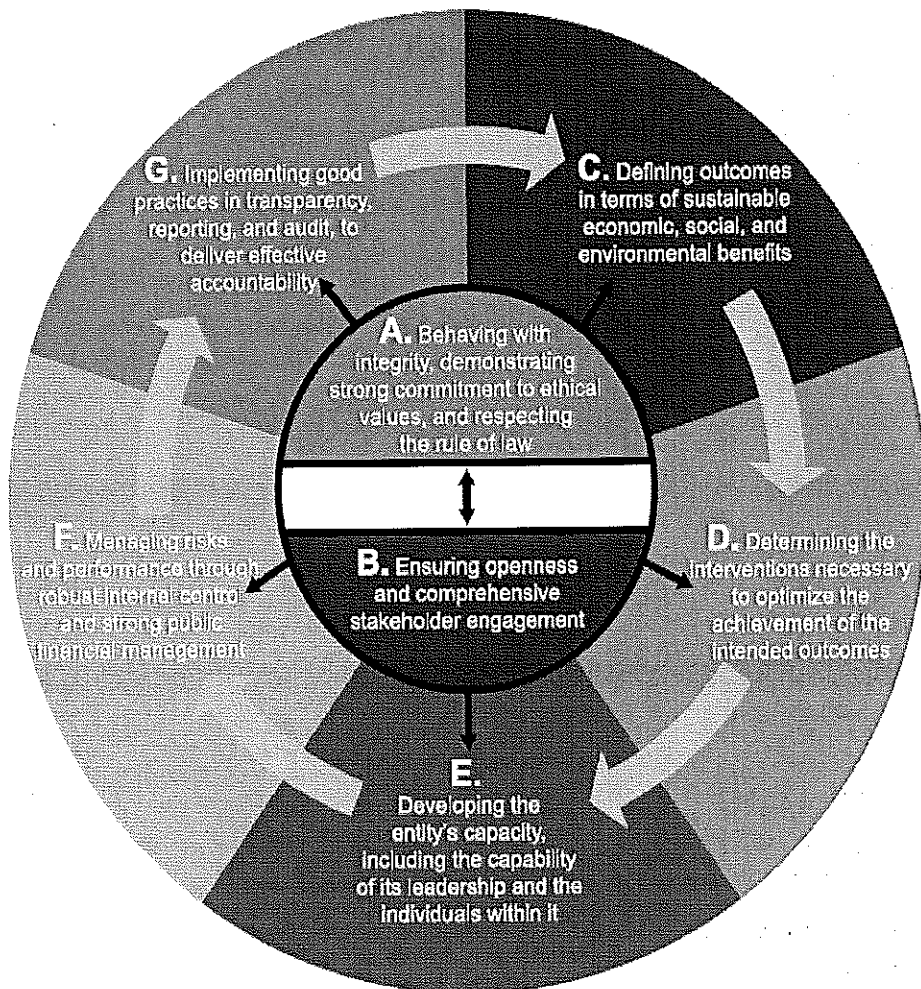 G. Implementing good
practices in transparency,
reporting, and audit, to
deliver effective
accountability
C. Defining outcomes
in terms of sustainable
economic, social, and
environmental benefits
A. Behaving with
integrity, demonstrating
strong commitment to ethical
values, and respecting
the rule of law
B. Ensuring openness
and comprehensive
stakeholder engagement
F. Managing risks
and performance through
robust internal control
and strong public
financial management
D. Determining the
interventions necessary
to optimize the
achievement of the
intended outcomes
E.
Developing the
entity's capacity,
including the capability
of its leadership and the
individuals within it